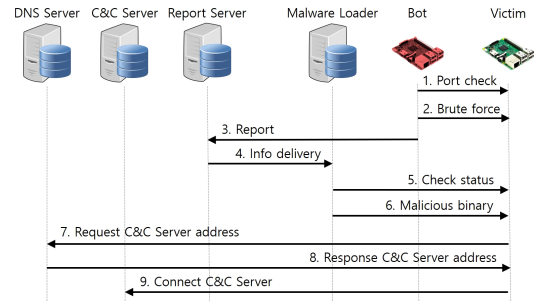 DNS Server C&C Server Report Server Malware Loader Bot Victim
1. Port check
2. Brute force
3. Report
4. Info delivery
5. Check status
6. Malicious binary
7. Request C&C Server address
8. Response C&C Server address
9. Connect C&C Server